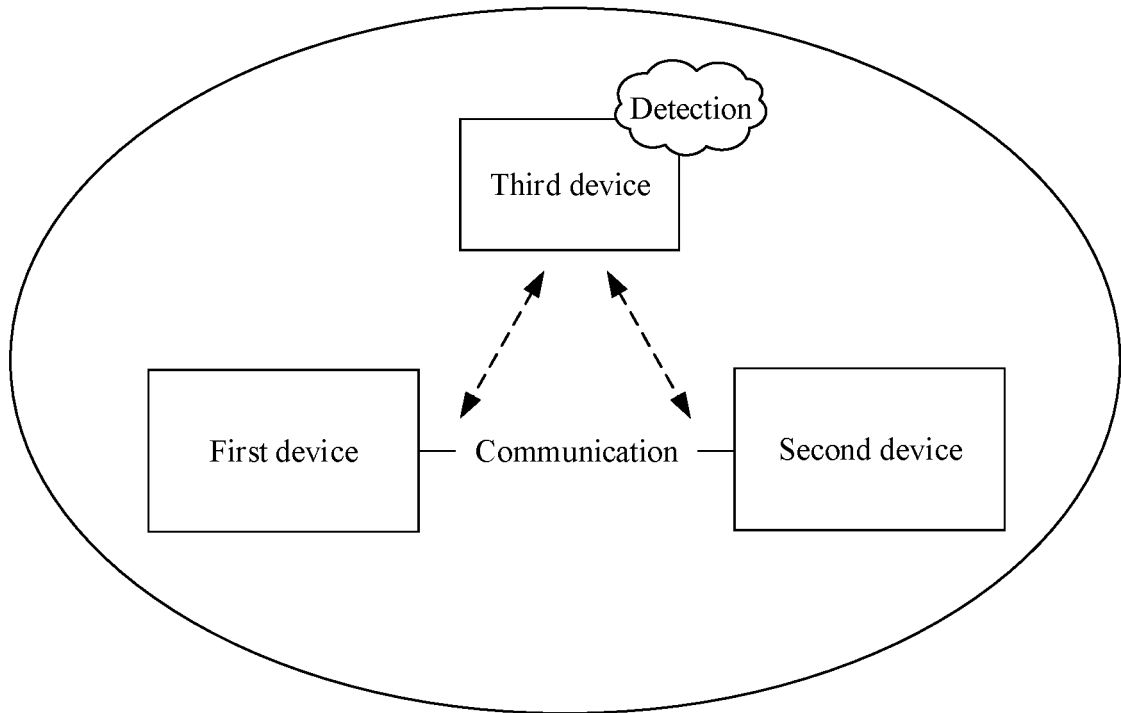 Detection
Third device
First device
Communication
Second device